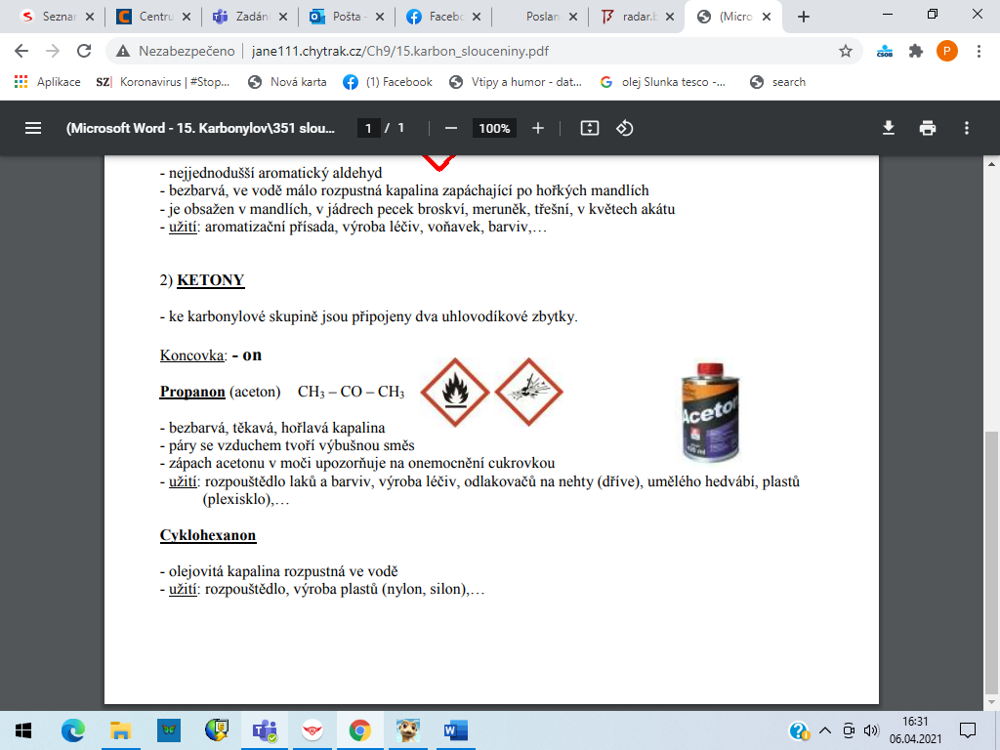 Seznar
Centru
Zadání
Pošta
Facebo
Poslan
radar.b
(Micro
Nezabezpečeno
jane111.chytrak.cz/Ch9/15.karbon_slouceniny.pdf
ČSOB
P
Aplikace
SZ| Koronavirus | #Stop...
Nová karta
(1) Facebook
Vtipy a humor - dat...
olej Slunka tesco -...
search
(Microsoft Word - 15. Karbonylov\351 slou...
1 / 1
100%
- nejjednodušší aromatický aldehyd
- bezbarvá, ve vodě málo rozpustná kapalina zapáchající po hořkých mandlích
- je obsažen v mandlích, v jádrech pecek broskví, meruněk, třešní, v květech akátu
- užití: aromatizační přísada, výroba léčiv, voňavek, barviv,…
2) KETONY
- ke karbonylové skupině jsou připojeny dva uhlovodíkové zbytky.
Koncovka: - on
Propanon (aceton) CH₃ – CO – CH₃
Aceton
- bezbarvá, těkavá, hořlavá kapalina
- páry se vzduchem tvoří výbušnou směs
- zápach acetonu v moči upozorňuje na onemocnění cukrovkou
- užití: rozpouštědlo laků a barviv, výroba léčiv, odlakovačů na nehty (dříve), umělého hedvábí, plastů
(plexisklo),…
Cyklohexanon
- olejovitá kapalina rozpustná ve vodě
- užití: rozpouštědlo, výroba plastů (nylon, silon),…
16:31
06.04.2021